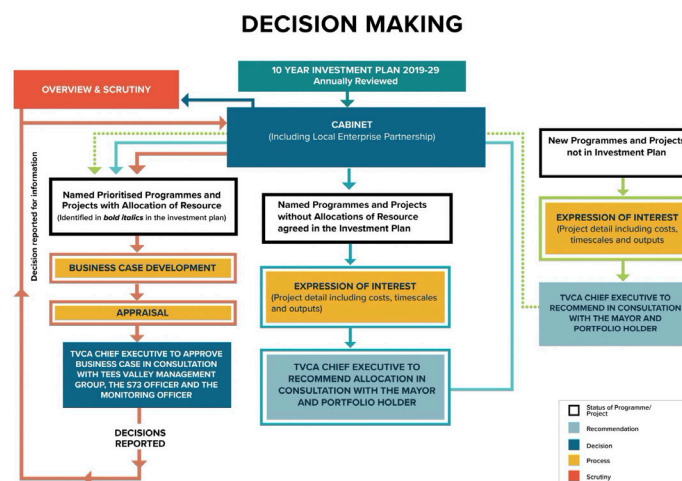 DECISION MAKING
10 YEAR INVESTMENT PLAN 2019-29
Annually Reviewed
OVERVIEW & SCRUTINY
CABINET
(Including Local Enterprise Partnership)
Decision reported for information
Named Prioritised Programmes and
Projects with Allocation of Resource
(Identified in bold italics in the investment plan)
BUSINESS CASE DEVELOPMENT
APPRAISAL
TVCA CHIEF EXECUTIVE TO APPROVE
BUSINESS CASE IN CONSULTATION
WITH TEES VALLEY MANAGEMENT
GROUP, THE S73 OFFICER AND THE
MONITORING OFFICER
DECISIONS
REPORTED
Named Programmes and Projects
without Allocations of Resource
agreed in the Investment Plan
EXPRESSION OF INTEREST
(Project detail including costs, timescales
and outputs)
TVCA CHIEF EXECUTIVE TO
RECOMMEND ALLOCATION IN
CONSULTATION WITH THE MAYOR
AND PORTFOLIO HOLDER
New Programmes and Projects
not in Investment Plan
EXPRESSION OF INTEREST
(Project detail including costs,
timescales and outputs
TVCA CHIEF EXECUTIVE TO
RECOMMEND IN CONSULTATION
WITH THE MAYOR AND
PORTFOLIO HOLDER
Status of Programme/
Project
Recommendation
Decision
Process
Scrutiny